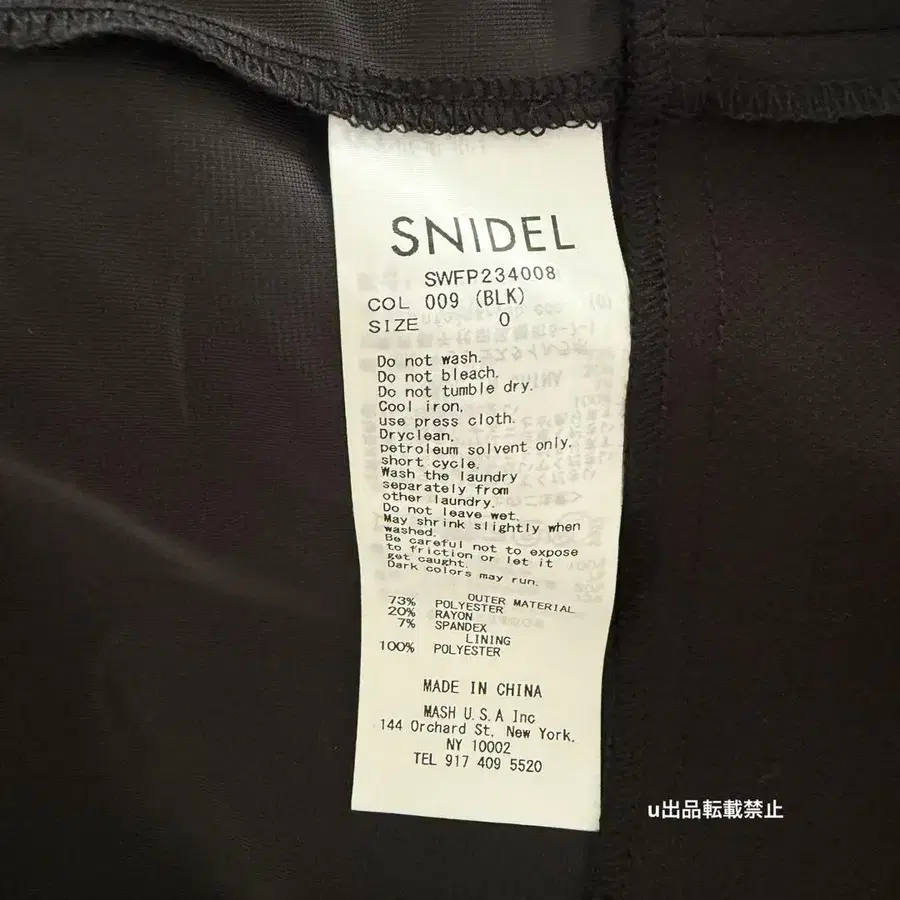 SNIDEL
SWFP234008
COL 009 (BLK)
SIZE 0
Do not wash.
Do not bleach.
Do not tumble dry.
Cool iron.
use press cloth.
Dryclean.
petroleum solvent only.
short cycle.
Wash the laundry
separately from
other laundry.
Do not leave wet.
May shrink slightly when
washed.
Be careful not to expose
to friction or let it
get caught.
Dark colors may run.
OUTER MATERIAL
73% POLYESTER
20% RAYON
7% SPANDEX
LINING
100% POLYESTER
MADE IN CHINA
MASH U.S.A Inc
144 Orchard St. New York.
NY 10002
TEL 917 409 5520
u出品転載禁止